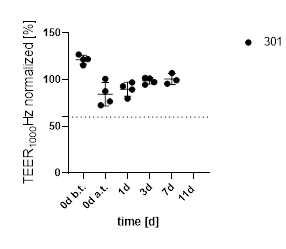 150
100
50
0
TEER1000Hz normalized [%]
0d b.t.
0d a.t.
1d
3d
7d
11d
time [d]
301